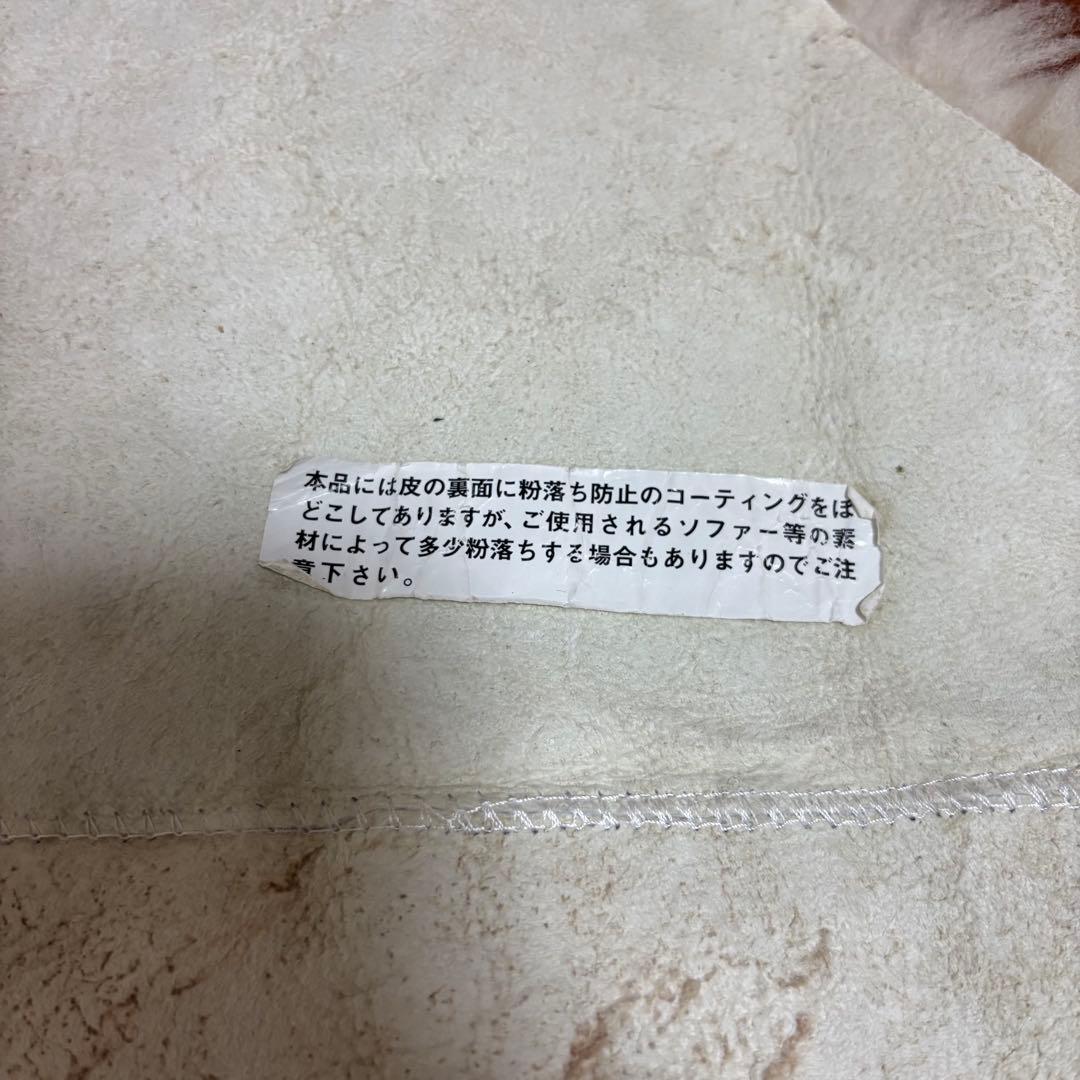 本品には皮の裏面に粉落ち防止のコーティングをほ
どこしてありますが、ご使用されるソファー等の素
材によって多少粉落ちする場合もありますのでご注
意下さい。